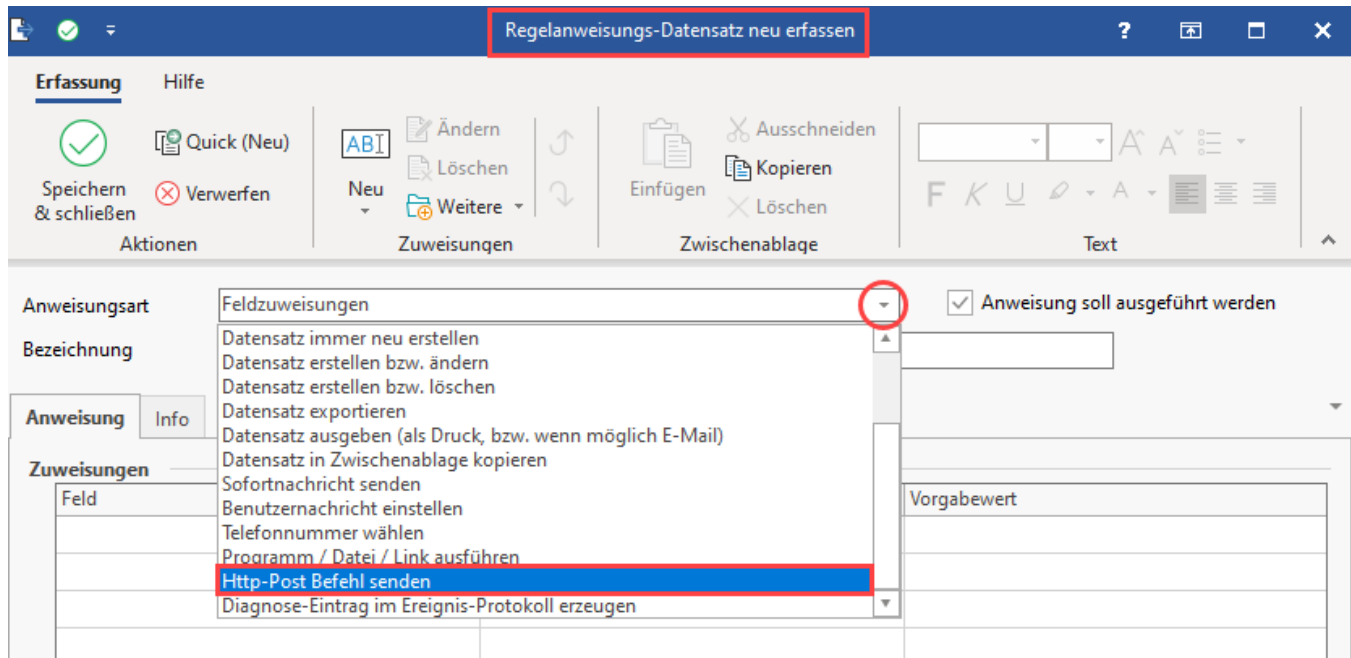 Regelanweisungs-Datensatz neu erfassen
?
Erfassung Hilfe
Speichern & schließen
Quick (Neu)
Verwerfen
Aktionen
ABI
Neu
Ändern
Löschen
Weitere
Zuweisungen
Einfügen
Ausschneiden
Kopieren
Löschen
Zwischenablage
A A
F K U A
Text
Anweisungsart Feldzuweisungen Anweisung soll ausgeführt werden
Bezeichnung
Datensatz immer neu erstellen
Datensatz erstellen bzw. ändern
Datensatz erstellen bzw. löschen
Datensatz exportieren
Datensatz ausgeben (als Druck, bzw. wenn möglich E-Mail)
Datensatz in Zwischenablage kopieren
Sofortnachricht senden
Benutzernachricht einstellen
Telefonnummer wählen
Programm / Datei / Link ausführen
Http-Post Befehl senden
Diagnose-Eintrag im Ereignis-Protokoll erzeugen
Anweisung Info
Zuweisungen
Feld Vorgabewert